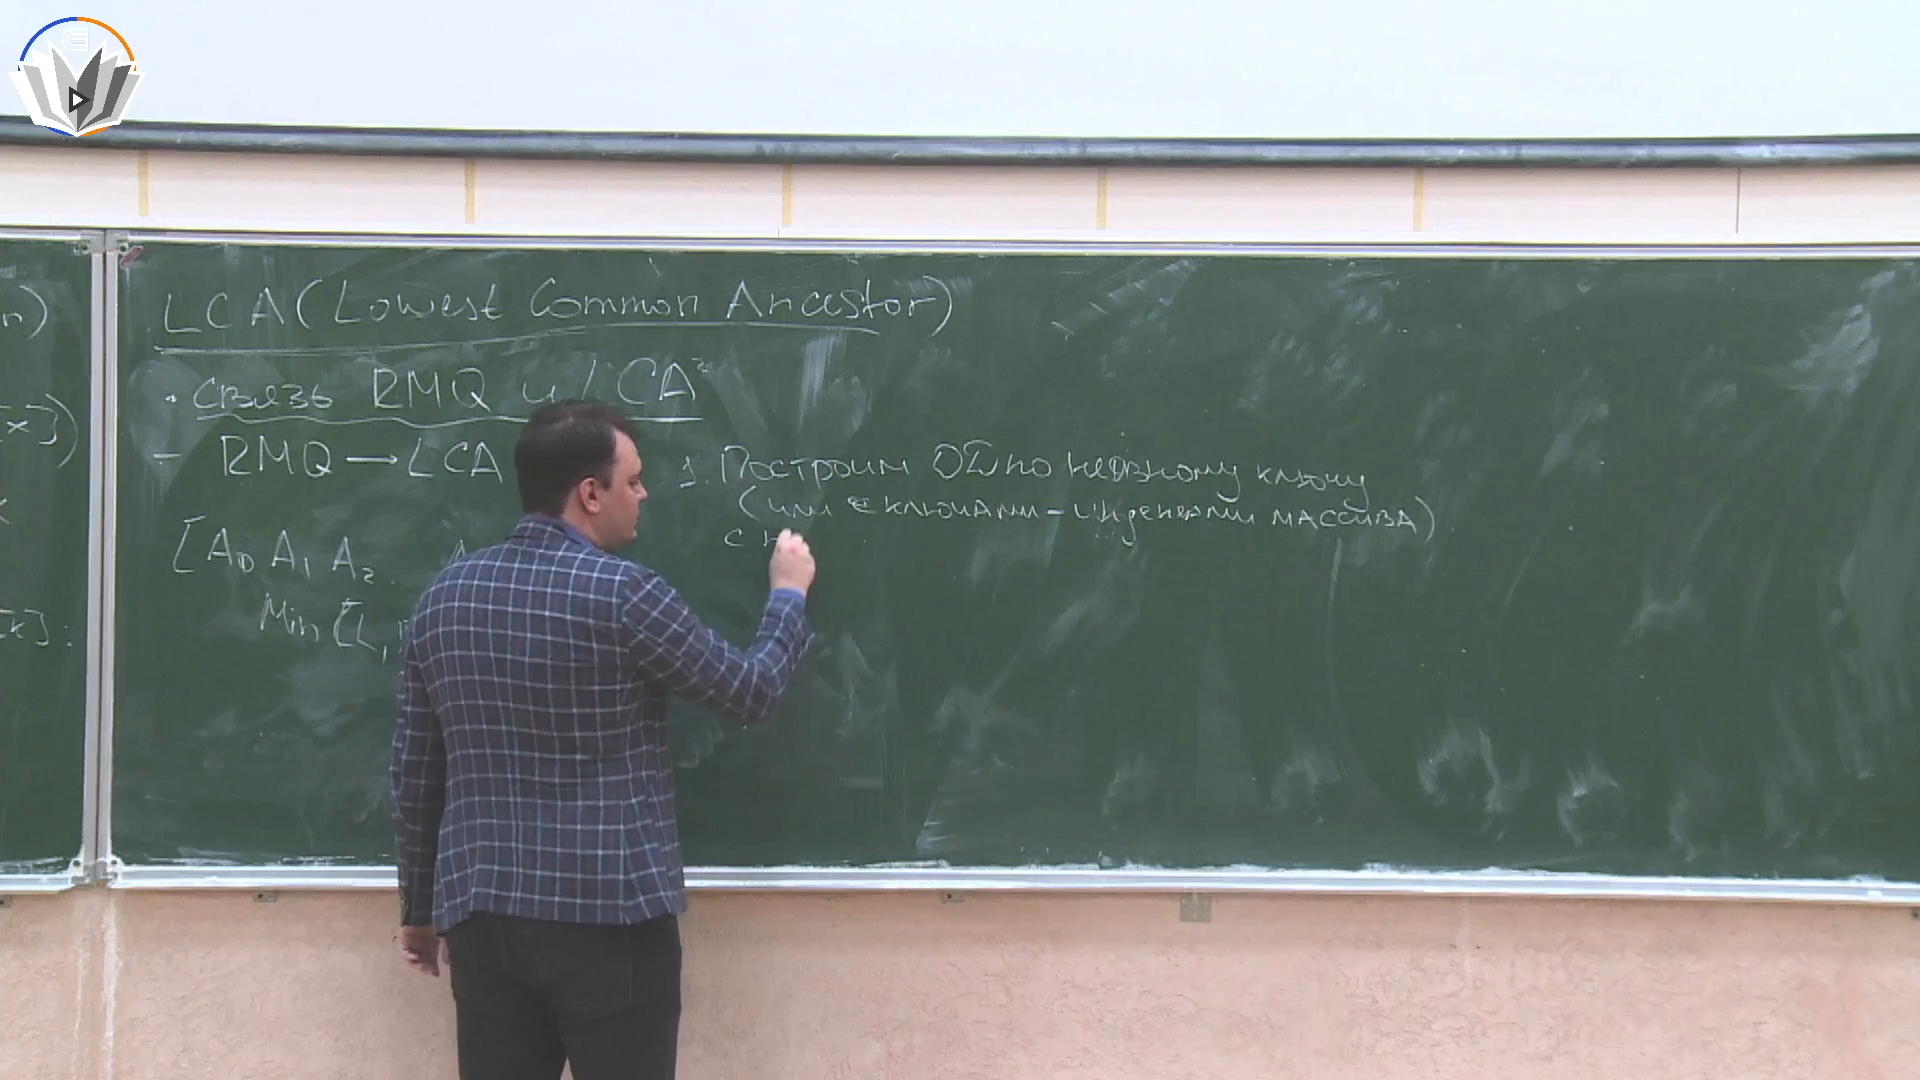 LCA (Lowest Common Ancestor)
• Связь RMQ и LCA
- RMQ → LCA
1. Построим по неявному ключу
(или с ключами-индексами массива)
с
[A0 A1 A2
Min [L,
n)
[x])
[k]: